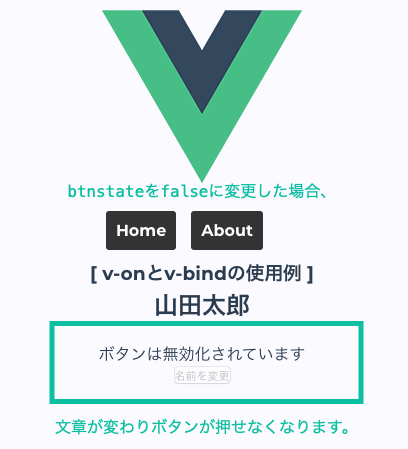 btnstateをfalseに変更した場合、
Home About
[ v-onとv-bindの使用例 ]
山田太郎
ボタンは無効化されています
名前を変更
文章が変わりボタンが押せなくなります。